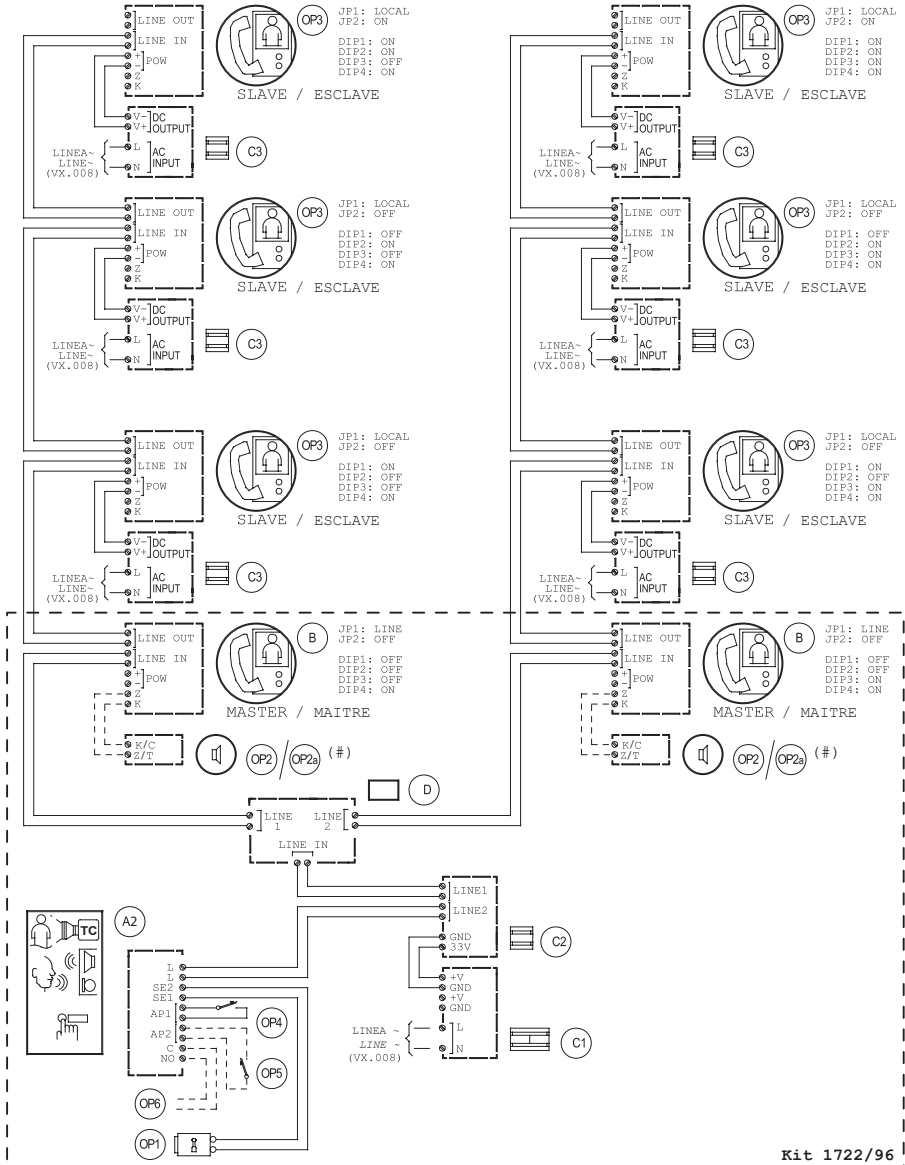 LINE OUT
LINE IN
+
-
POW
Z
K
OP3
JP1: LOCAL
JP2: ON
DIP1: ON
DIP2: ON
DIP3: OFF
DIP4: ON
SLAVE / ESCLAVE
V-
V+
DC
OUTPUT
L
N
AC
INPUT
LINEA~
LINE~
(VX.008)
C3
LINE OUT
LINE IN
+
-
POW
Z
K
OP3
JP1: LOCAL
JP2: ON
DIP1: ON
DIP2: ON
DIP3: OFF
DIP4: ON
SLAVE / ESCLAVE
V-
V+
DC
OUTPUT
L
N
AC
INPUT
LINEA~
LINE~
(VX.008)
C3
LINE OUT
LINE IN
+
-
POW
Z
K
OP3
JP1: LOCAL
JP2: OFF
DIP1: OFF
DIP2: ON
DIP3: OFF
DIP4: ON
SLAVE / ESCLAVE
V-
V+
DC
OUTPUT
L
N
AC
INPUT
LINEA~
LINE~
(VX.008)
C3
LINE OUT
LINE IN
+
-
POW
Z
K
OP3
JP1: LOCAL
JP2: OFF
DIP1: OFF
DIP2: ON
DIP3: OFF
DIP4: ON
SLAVE / ESCLAVE
V-
V+
DC
OUTPUT
L
N
AC
INPUT
LINEA~
LINE~
(VX.008)
C3
LINE OUT
LINE IN
+
-
POW
Z
K
OP3
JP1: LOCAL
JP2: OFF
DIP1: ON
DIP2: OFF
DIP3: OFF
DIP4: ON
SLAVE / ESCLAVE
V-
V+
DC
OUTPUT
L
N
AC
INPUT
LINEA~
LINE~
(VX.008)
C3
LINE OUT
LINE IN
+
-
POW
Z
K
OP3
JP1: LOCAL
JP2: OFF
DIP1: ON
DIP2: OFF
DIP3: OFF
DIP4: ON
SLAVE / ESCLAVE
V-
V+
DC
OUTPUT
L
N
AC
INPUT
LINEA~
LINE~
(VX.008)
C3
LINE OUT
LINE IN
+
-
POW
Z
K
B
JP1: LINE
JP2: OFF
DIP1: OFF
DIP2: OFF
DIP3: OFF
DIP4: ON
MASTER / MAITRE
K/C
Z/T
OP2/OP2a (#)
LINE OUT
LINE IN
+
-
POW
Z
K
B
JP1: LINE
JP2: OFF
DIP1: OFF
DIP2: OFF
DIP3: ON
DIP4: ON
MASTER / MAITRE
K/C
Z/T
OP2/OP2a (#)
D
LINE
1
LINE
2
LINE IN
LINE1
LINE2
GND
33V
C2
+V
GND
+V
GND
L
N
LINEA ~
LINE ~
(VX.008)
C1
A2
TC
L
L
SE2
SE1
AP1
AP2
C
NO
OP4
OP5
OP6
OP1
Kit 1722/96